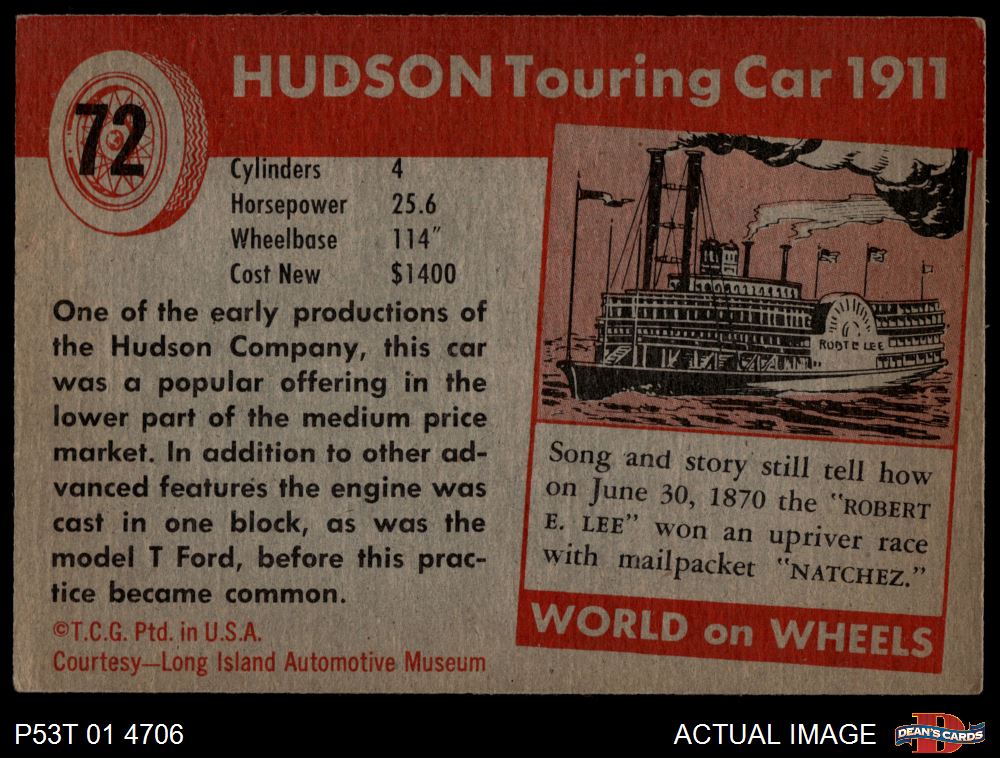 72
HUDSON Touring Car 1911
Cylinders 4
Horsepower 25.6
Wheelbase 114"
Cost New $1400
One of the early productions of
the Hudson Company, this car
was a popular offering in the
lower part of the medium price
market. In addition to other ad-
vanced features the engine was
cast in one block, as was the
model T Ford, before this prac-
tice became common.
©T.C.G. Ptd. in U.S.A.
Courtesy—Long Island Automotive Museum
ROBT E LEE
Song and story still tell how
on June 30, 1870 the "ROBERT
E. LEE" won an upriver race
with mailpacket "NATCHEZ."
WORLD on WHEELS
P53T 01 4706
ACTUAL IMAGE
D
DEAN'S CARDS